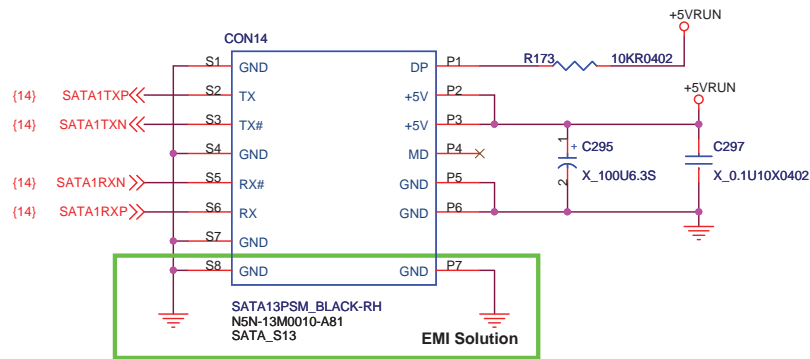 +5VRUN
CON14
R173 10KR0402
S1 GND DP P1
{14} SATA1TXP S2 TX +5V P2
+5VRUN
{14} SATA1TXN S3 TX# +5V P3
S4 GND MD P4
1 + C295 C297
{14} SATA1RXN S5 RX# GND P5
2 X_100U6.3S X_0.1U10X0402
{14} SATA1RXP S6 RX GND P6
S7 GND
S8 GND GND P7
SATA13PSM_BLACK-RH
N5N-13M0010-A81
SATA_S13
EMI Solution